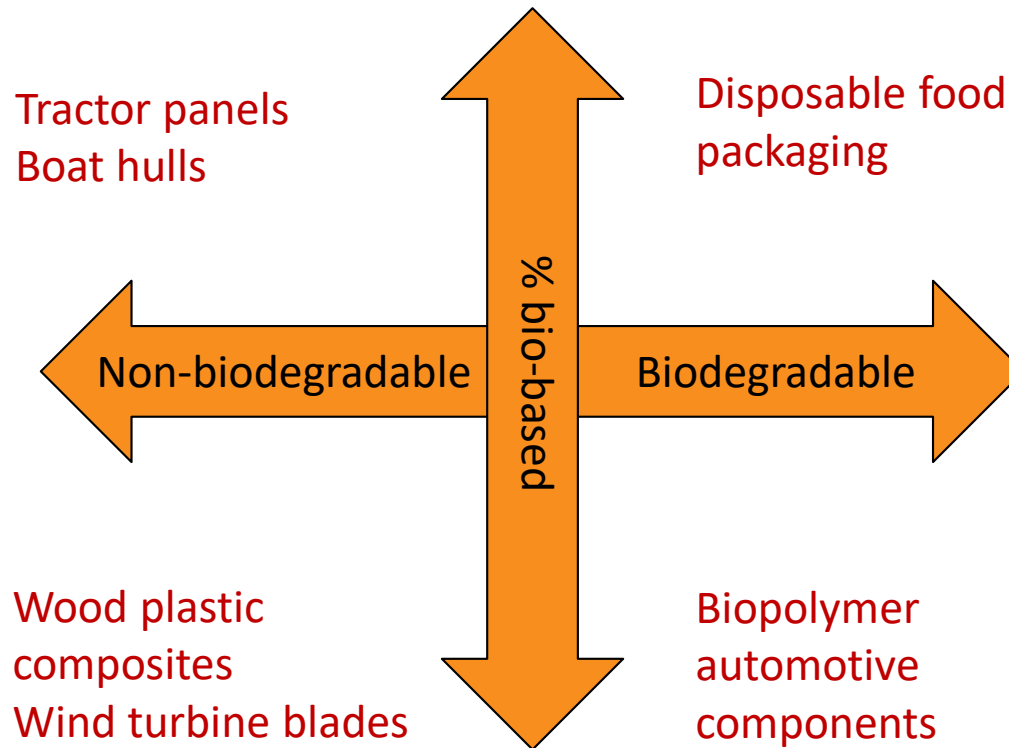 Tractor panels
Boat hulls
Disposable food
packaging
% bio-based
Non-biodegradable
Biodegradable
Wood plastic
composites
Wind turbine blades
Biopolymer
automotive
components